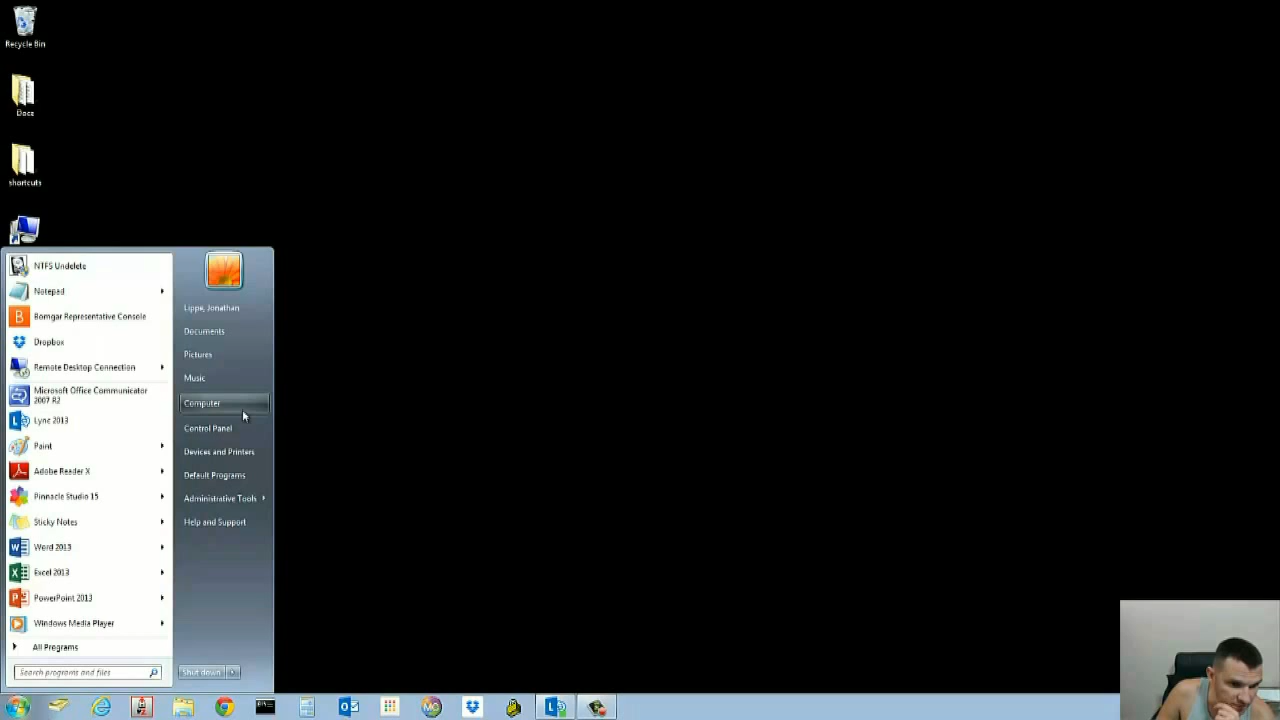 Recycle Bin
Docs
shortcuts
NTFS Undelete
Notepad
Bomgar Representative Console
Dropbox
Remote Desktop Connection
Microsoft Office Communicator
2007 R2
Lync 2013
Paint
Adobe Reader X
Pinnacle Studio 15
Sticky Notes
Word 2013
Excel 2013
PowerPoint 2013
Windows Media Player
All Programs
Search programs and files
Lippe, Jonathan
Documents
Pictures
Music
Computer
Control Panel
Devices and Printers
Default Programs
Administrative Tools
Help and Support
Shut down